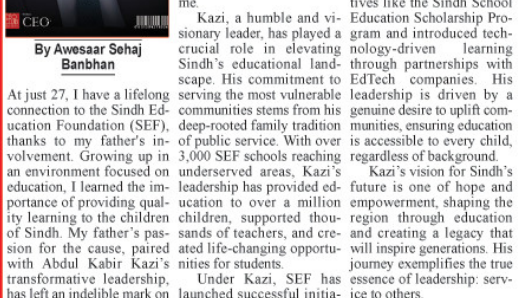 CEO
By Awesaar Sehaj
Banbhan
At just 27, I have a lifelong
connection to the Sindh Ed-
ucation Foundation (SEF),
thanks to my father's in-
volvement. Growing up in
an environment focused on
education, I learned the im-
portance of providing qual-
ity learning to the children
of Sindh. My father's pas-
sion for the cause, paired
with Abdul Kabir Kazi's
transformative leadership,
has left an indelible mark on
me.
Kazi, a humble and vi-
sionary leader, has played a
crucial role in elevating
Sindh's educational land-
scape. His commitment to
serving the most vulnerable
communities stems from his
deep-rooted family tradition
of public service. With over
3,000 SEF schools reaching
underserved areas, Kazi's
leadership has provided ed-
ucation to over a million
children, supported thou-
sands of teachers, and cre-
ated life-changing opportu-
nities for students.
Under Kazi, SEF has
launched successful initia-
tives like the Sindh School
Education Scholarship Pro-
gram and introduced tech-
nology-driven learning
through partnerships with
EdTech companies. His
leadership is driven by a
genuine desire to uplift com-
munities, ensuring education
is accessible to every child,
regardless of background.
Kazi's vision for Sindh's
future is one of hope and
empowerment, shaping the
region through education
and creating a legacy that
will inspire generations. His
journey exemplifies the true
essence of leadership: serv-
ice to others.